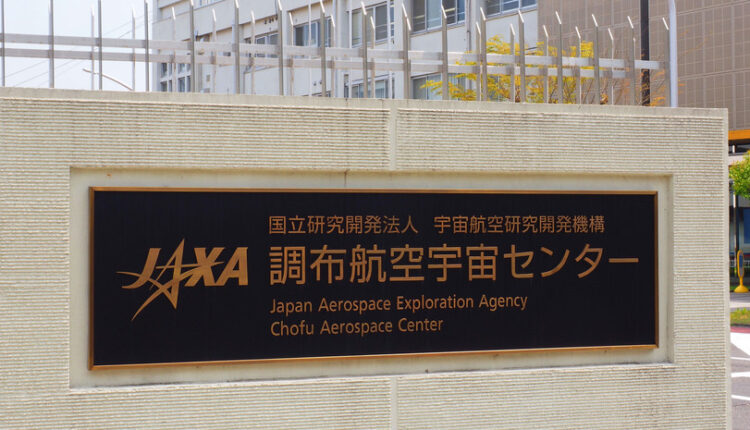 国立研究開発法人 宇宙航空研究開発機構
JAXA
調布航空宇宙センター
Japan Aerospace Exploration Agency
Chofu Aerospace Center